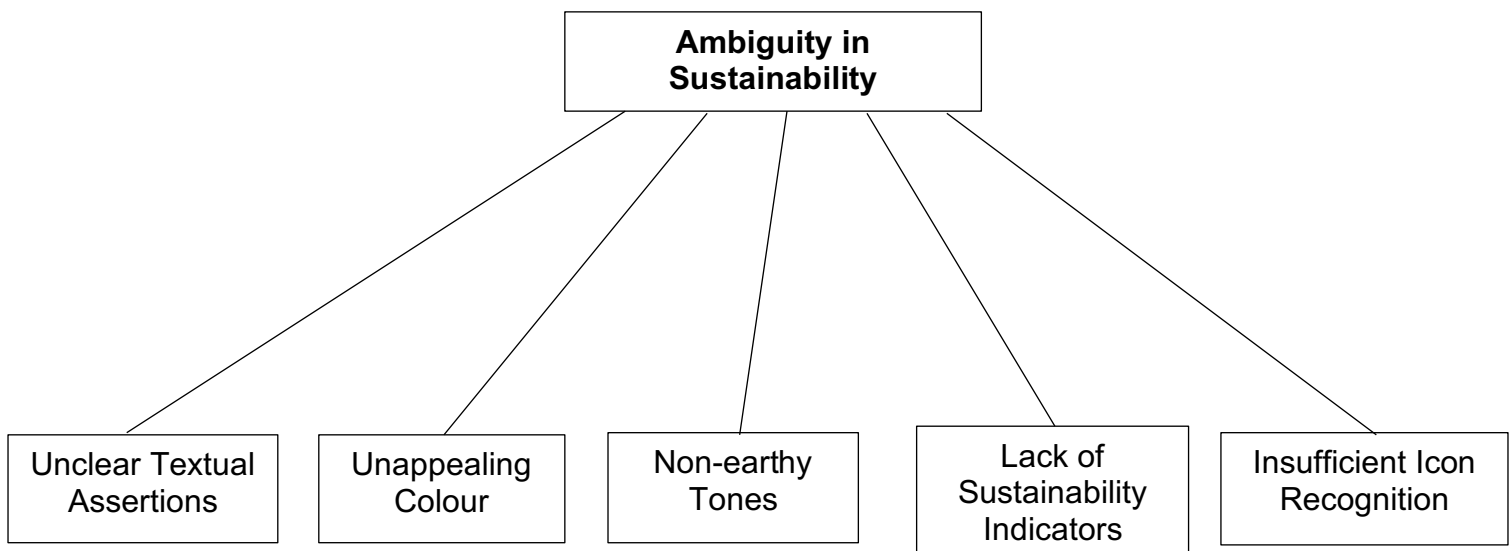 Ambiguity in
Sustainability
Unclear Textual
Assertions
Unappealing
Colour
Non-earthy
Tones
Lack of
Sustainability
Indicators
Insufficient Icon
Recognition